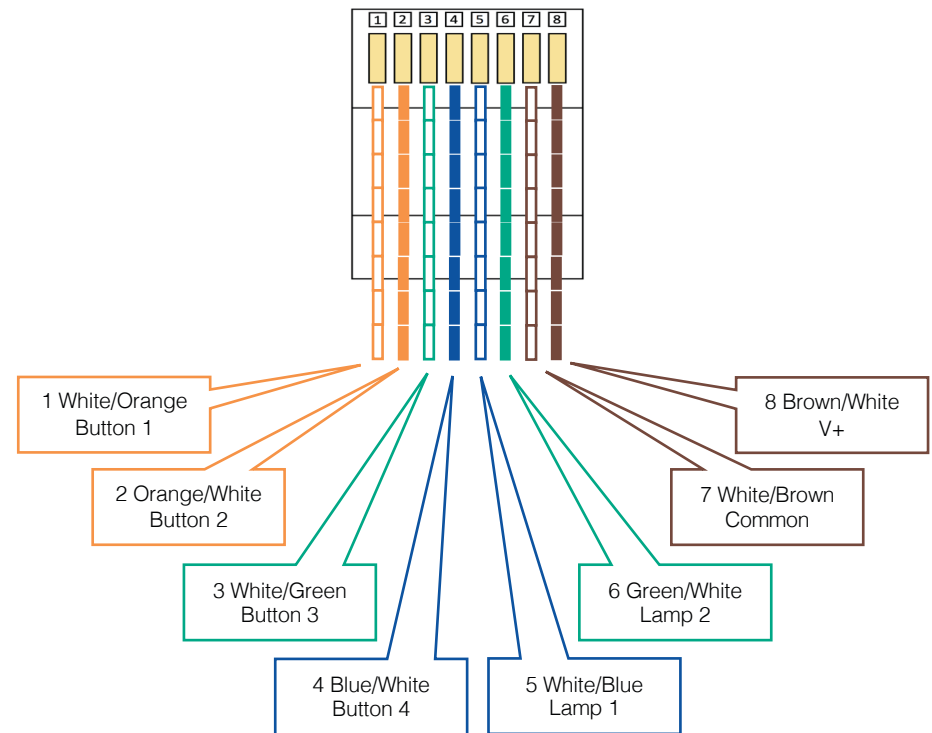 1 2 3 4 5 6 7 8
1 White/Orange
Button 1
8 Brown/White
V+
2 Orange/White
Button 2
7 White/Brown
Common
3 White/Green
Button 3
6 Green/White
Lamp 2
4 Blue/White
Button 4
5 White/Blue
Lamp 1